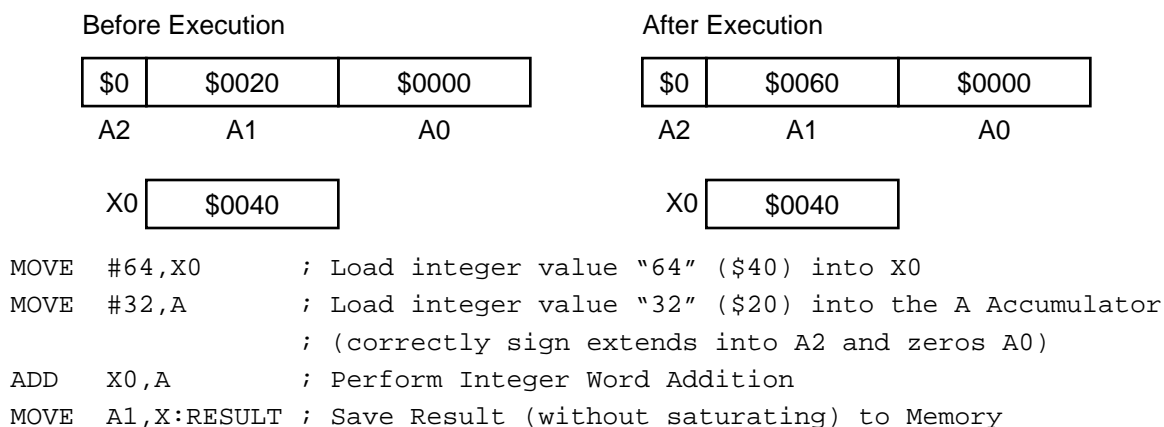 Before Execution After Execution
$0 $0020 $0000 $0 $0060 $0000
A2 A1 A0 A2 A1 A0
X0 $0040 X0 $0040
MOVE #64,X0 ; Load integer value “64” ($40) into X0
MOVE #32,A ; Load integer value “32” ($20) into the A Accumulator
; (correctly sign extends into A2 and zeros A0)
ADD X0,A ; Perform Integer Word Addition
MOVE A1,X:RESULT ; Save Result (without saturating) to Memory